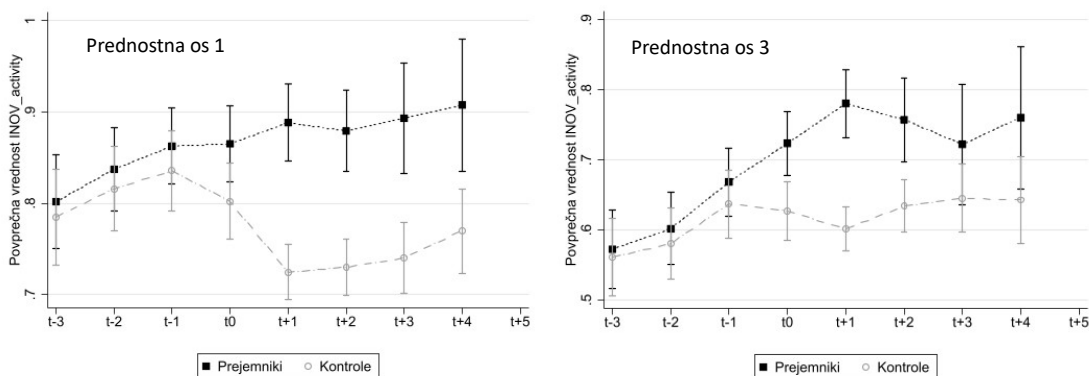 Prednostna os 1
Povprečna vrednost INOV_activity
1
.9
.8
.7
t-3 t-2 t-1 t0 t+1 t+2 t+3 t+4 t+5
Prejemniki Kontrole
Prednostna os 3
Povprečna vrednost INOV_activity
.9
.8
.7
.6
.5
t-3 t-2 t-1 t0 t+1 t+2 t+3 t+4 t+5
Prejemniki Kontrole